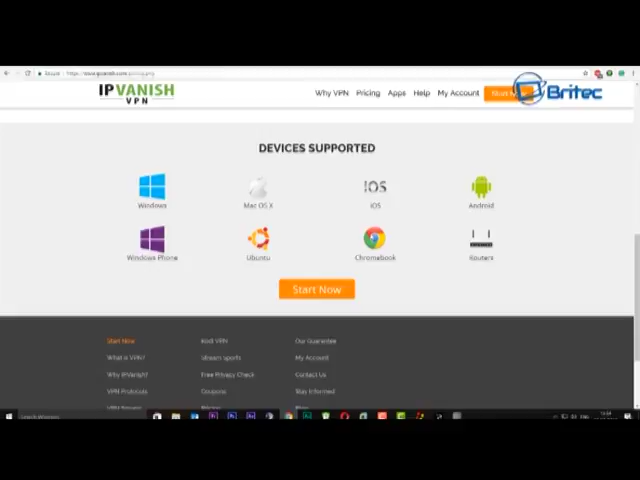 IPVANISH
VPN
Why VPN Pricing Apps Help My Account
Britec
DEVICES SUPPORTED
Windows Mac OS X iOS Android
Windows Phone Ubuntu Chromebook Routers
Start Now
Start Now Kodi VPN Our Guarantee
What is VPN? Stream Sports My Account
Why IPVanish? Free Privacy Check Contact Us
VPN Protocols Coupons Stay Informed